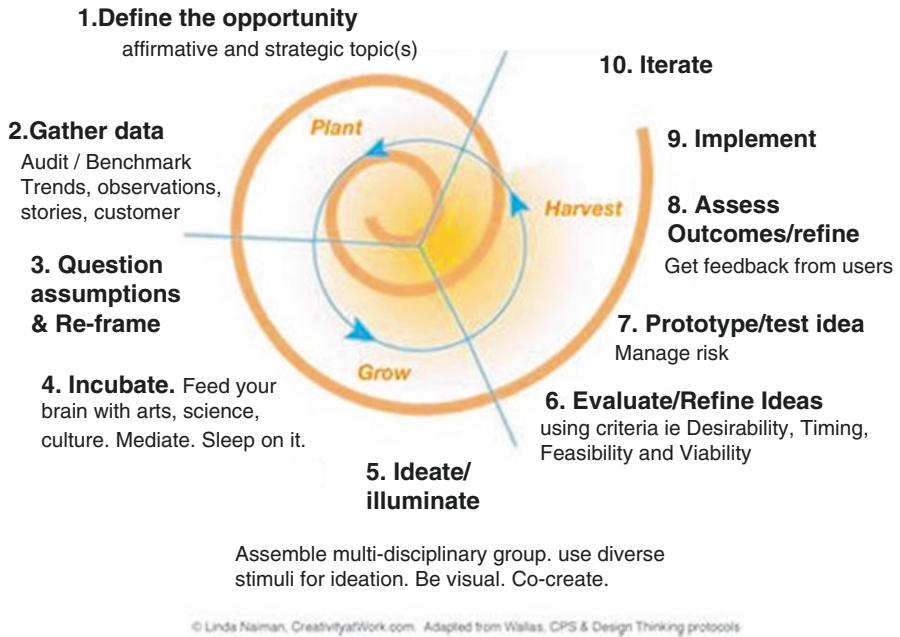 1.Define the opportunity
affirmative and strategic topic(s)
2.Gather data
Audit / Benchmark
Trends, observations,
stories, customer
3. Question
assumptions
& Re-frame
4. Incubate. Feed your
brain with arts, science,
culture. Mediate. Sleep on it.
5. Ideate/
illuminate
Assemble multi-disciplinary group. use diverse
stimuli for ideation. Be visual. Co-create.
6. Evaluate/Refine Ideas
using criteria ie Desirability, Timing,
Feasibility and Viability
7. Prototype/test idea
Manage risk
8. Assess
Outcomes/refine
Get feedback from users
9. Implement
10. Iterate
Plant
Grow
Harvest
© Linda Naiman, CreativityatWork.com. Adapted from Wallas, CPS & Design Thinking protocols